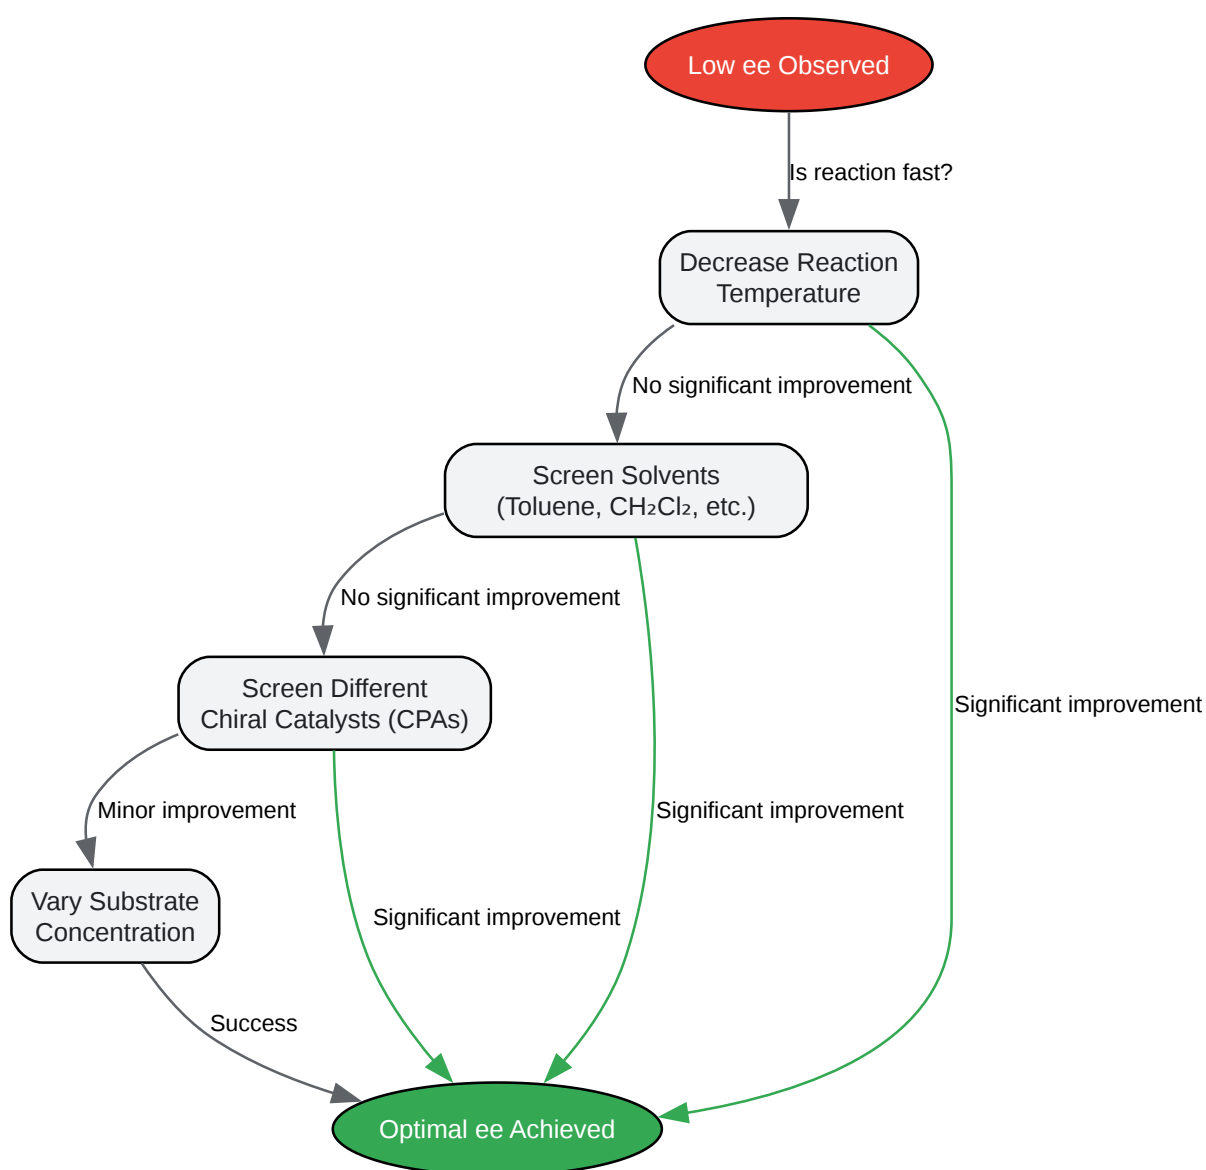 Low ee Observed
Is reaction fast?
Decrease Reaction
Temperature
No significant improvement
Screen Solvents
(Toluene, CH₂Cl₂, etc.)
No significant improvement
Screen Different
Chiral Catalysts (CPAs)
Significant improvement
Minor improvement
Significant improvement
Vary Substrate
Concentration
Significant improvement
Success
Optimal ee Achieved